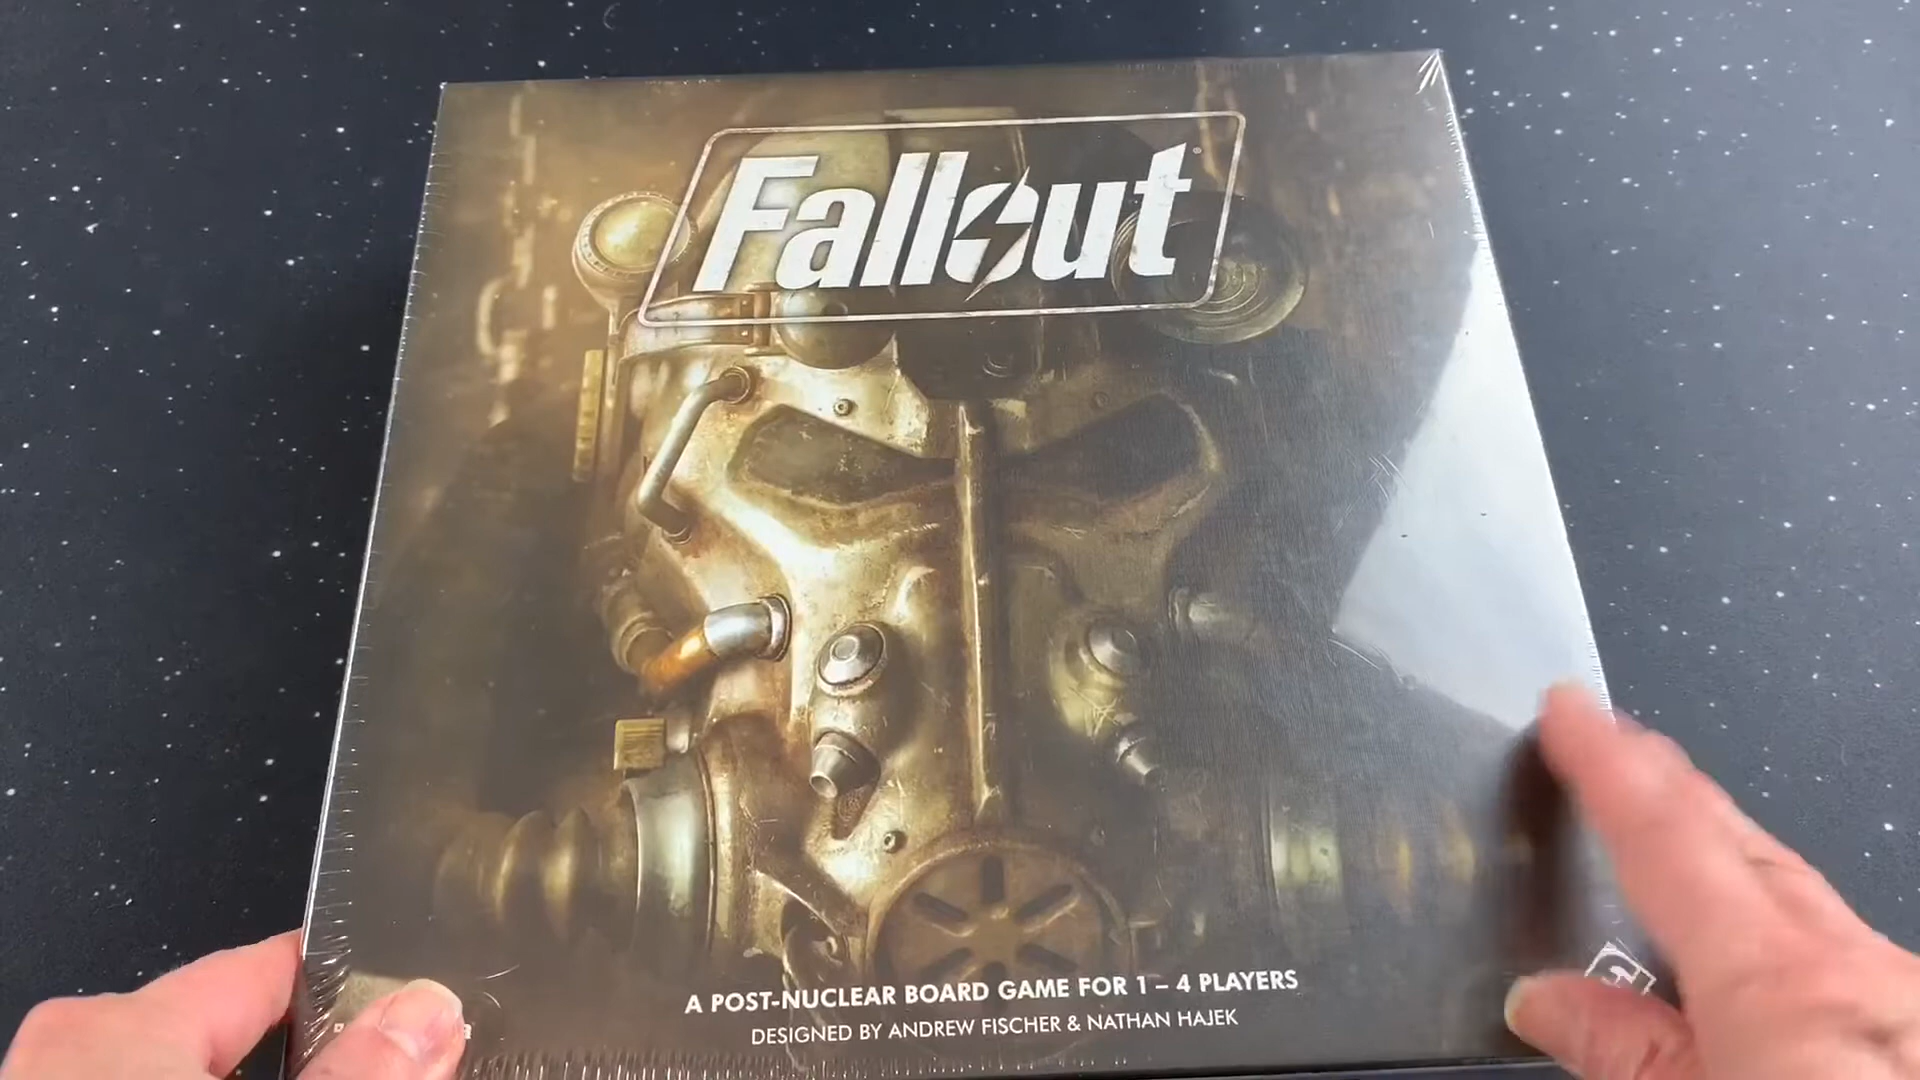 Fallout®
A POST-NUCLEAR BOARD GAME FOR 1 – 4 PLAYERS
DESIGNED BY ANDREW FISCHER & NATHAN HAJEK